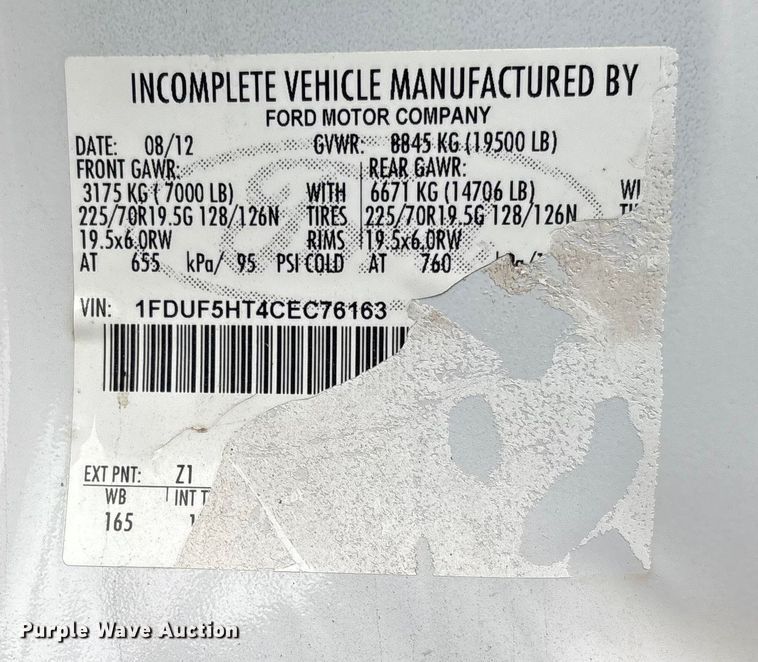 INCOMPLETE VEHICLE MANUFACTURED BY
FORD MOTOR COMPANY
DATE: 08/12 GVWR: 8845 KG (19500 LB)
FRONT GAWR: REAR GAWR:
3175 KG ( 7000 LB) WITH 6671 KG (14706 LB)
225/70R19.5G 128/126N TIRES 225/70R19.5G 128/126N
19.5x6.0RW RIMS 19.5x6.0RW
AT 655 kPa/ 95 PSI COLD AT 760 kPa/
VIN: 1FDUF5HT4CEC76163
EXT PNT: Z1
WB INT T
165
Purple Wave Auction